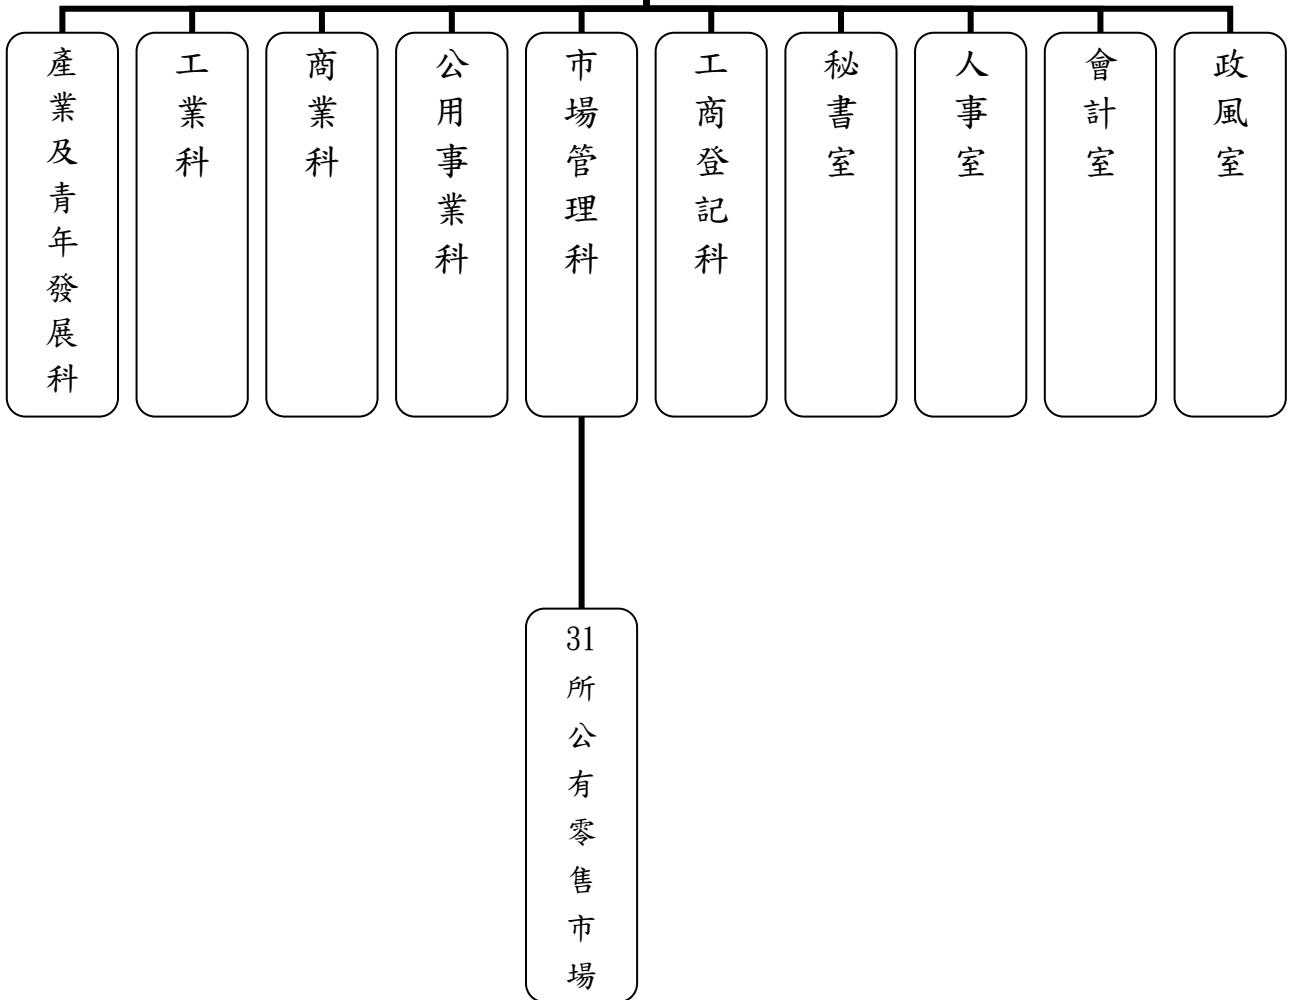 產業及青年發展科
工業科
商業科
公用事業科
市場管理科
工商登記科
秘書室
人事室
會計室
政風室
31所公有零售市場